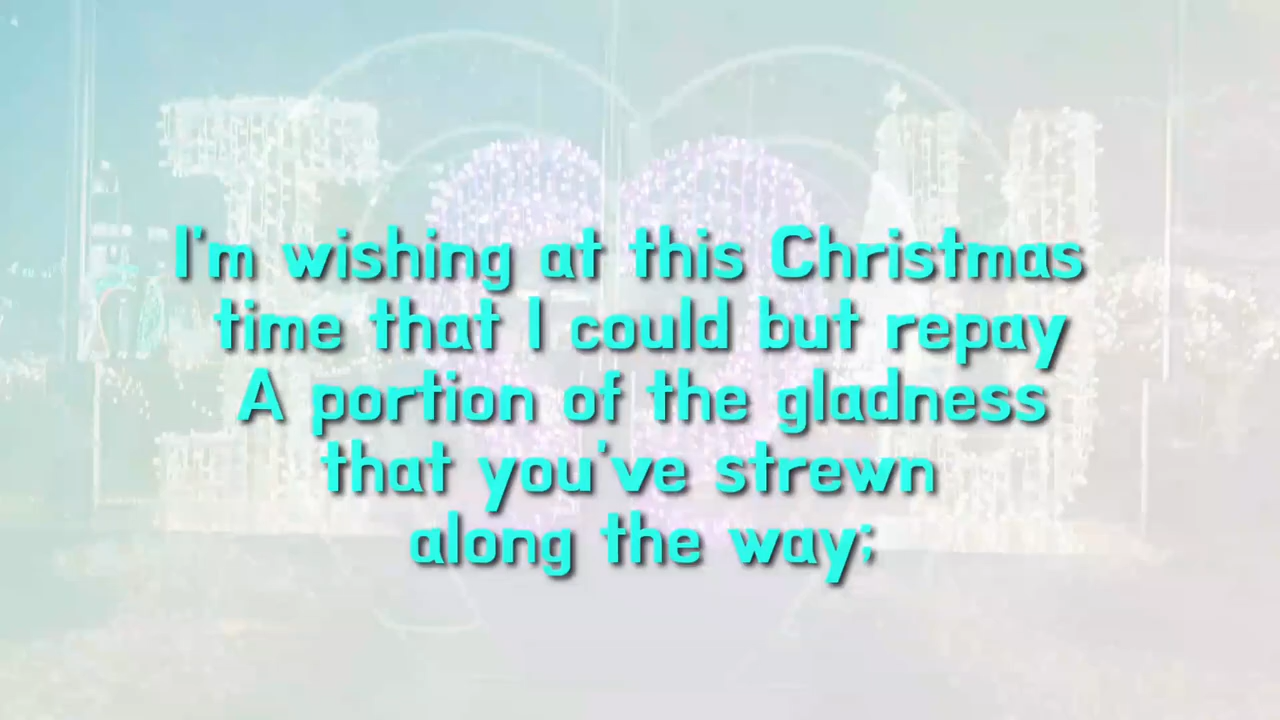 I'm wishing at this Christmas
time that I could but repay
A portion of the gladness
that you've strewn
along the way;